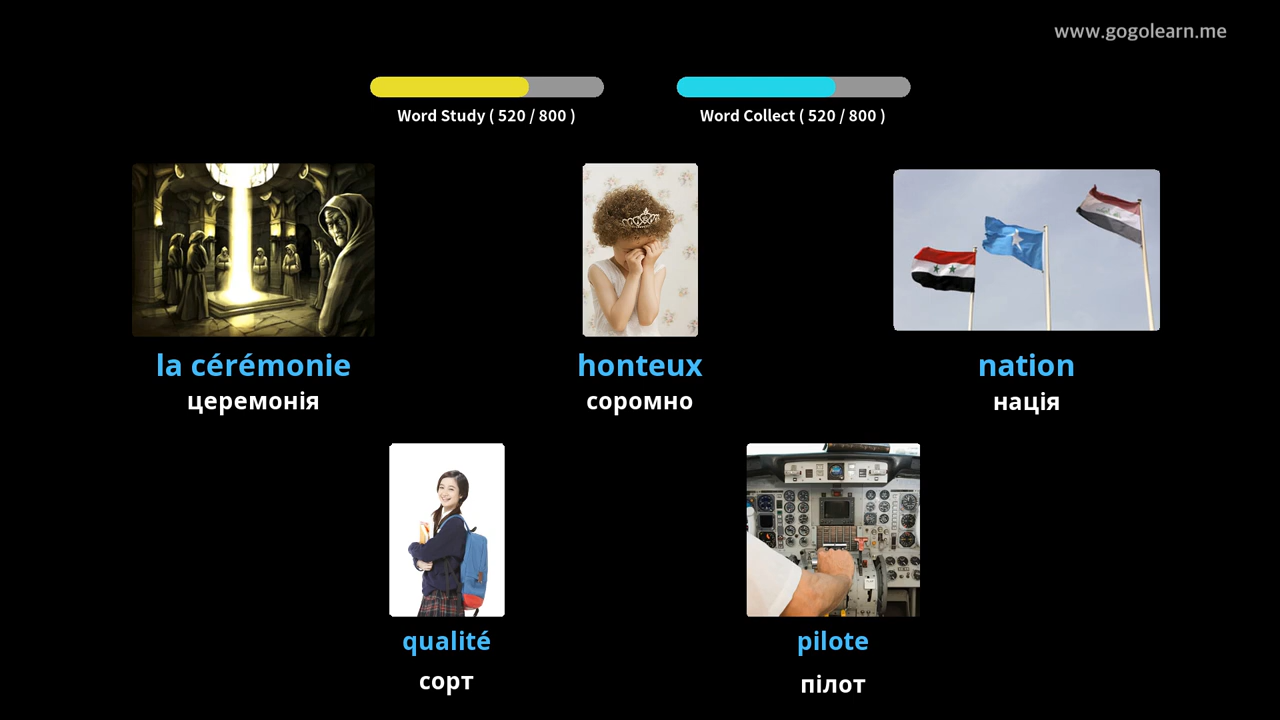 www.gogolearn.me
Word Study ( 520 / 800 )
Word Collect ( 520 / 800 )
la cérémonie
церемонія
honteux
соромно
nation
нація
qualité
сорт
pilote
пілот